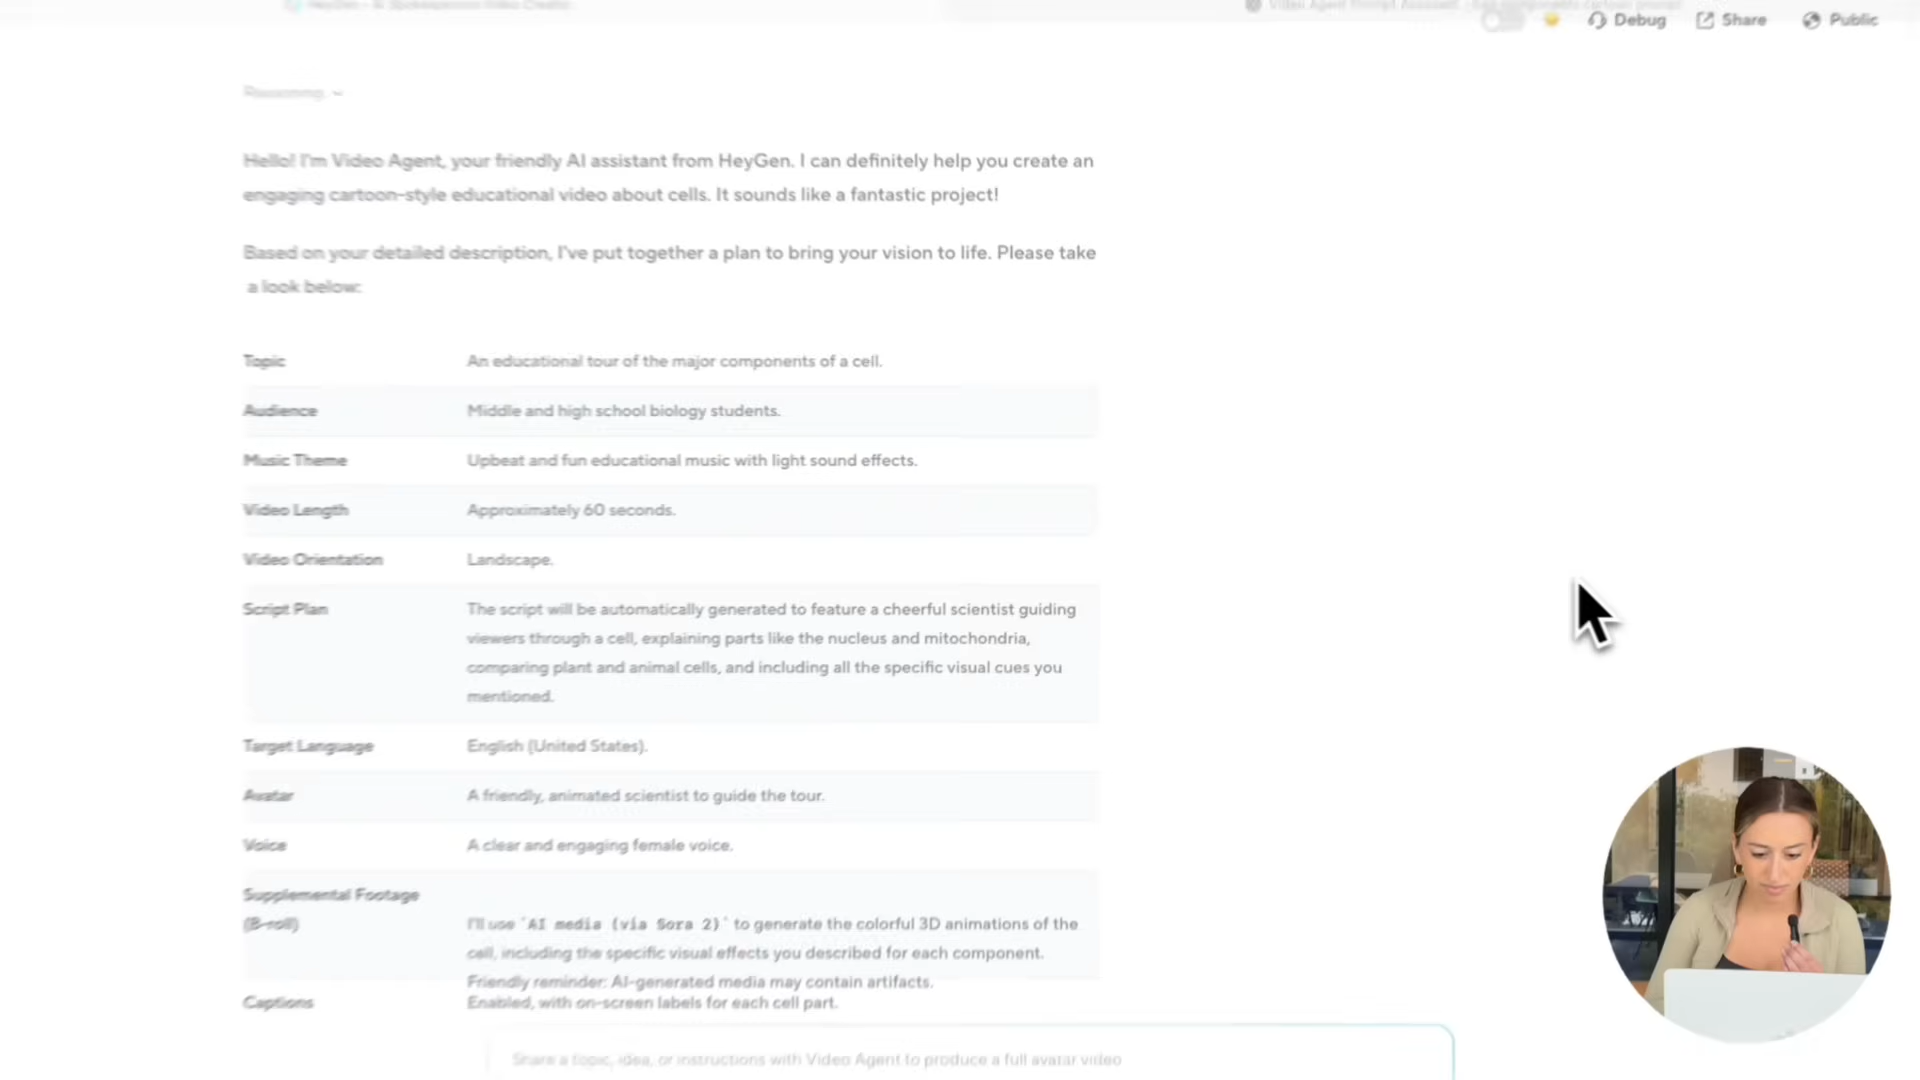 HeyGen - AI Spokesperson Video Creator
Video Agent Prompt Assistant
Debug
Share
Public
Reasoning
Hello! I'm Video Agent, your friendly AI assistant from HeyGen. I can definitely help you create an
engaging cartoon-style educational video about cells. It sounds like a fantastic project!
Based on your detailed description, I've put together a plan to bring your vision to life. Please take
a look below:
Topic An educational tour of the major components of a cell.
Audience Middle and high school biology students.
Music Theme Upbeat and fun educational music with light sound effects.
Video Length Approximately 60 seconds.
Video Orientation Landscape.
Script Plan The script will be automatically generated to feature a cheerful scientist guiding
viewers through a cell, explaining parts like the nucleus and mitochondria,
comparing plant and animal cells, and including all the specific visual cues you
mentioned.
Target Language English (United States).
Avatar A friendly, animated scientist to guide the tour.
Voice A clear and engaging female voice.
Supplemental Footage
(B-roll) I'll use `AI media (via Sora 2)` to generate the colorful 3D animations of the
cell, including the specific visual effects you described for each component.
Friendly reminder: AI-generated media may contain artifacts.
Captions Enabled, with on-screen labels for each cell part.
Share a topic, idea, or instructions with Video Agent to produce a full avatar video